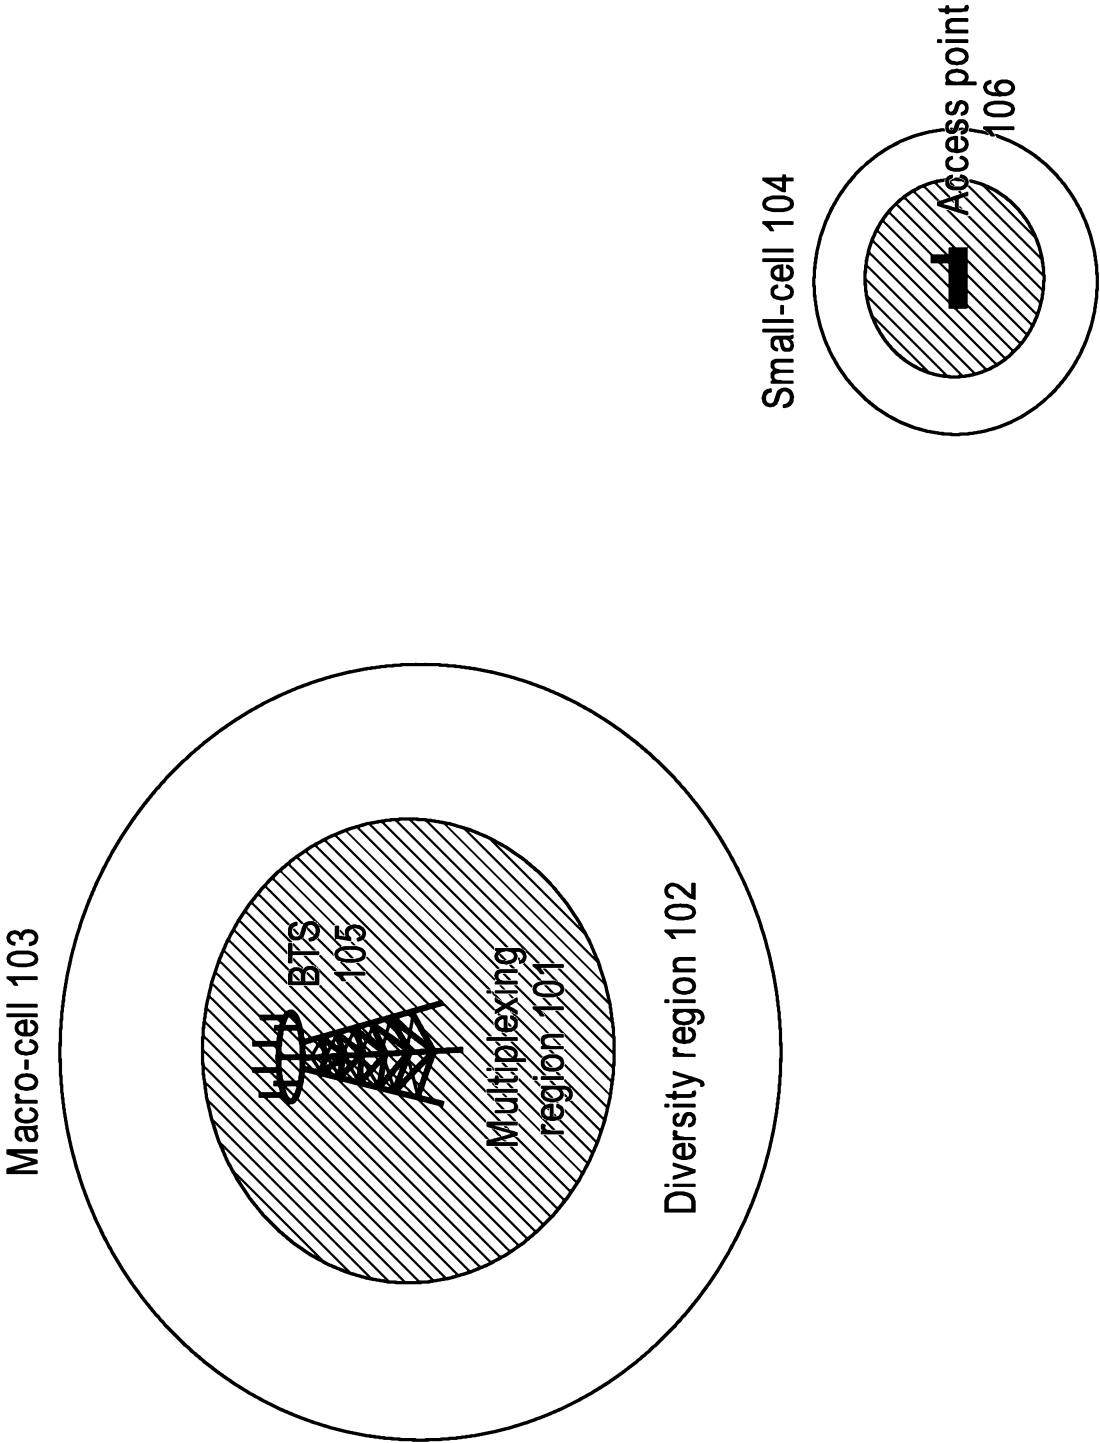 Macro-cell 103
BTS
105
Multiplexing
region 101
Diversity region 102
Small-cell 104
Access point
106